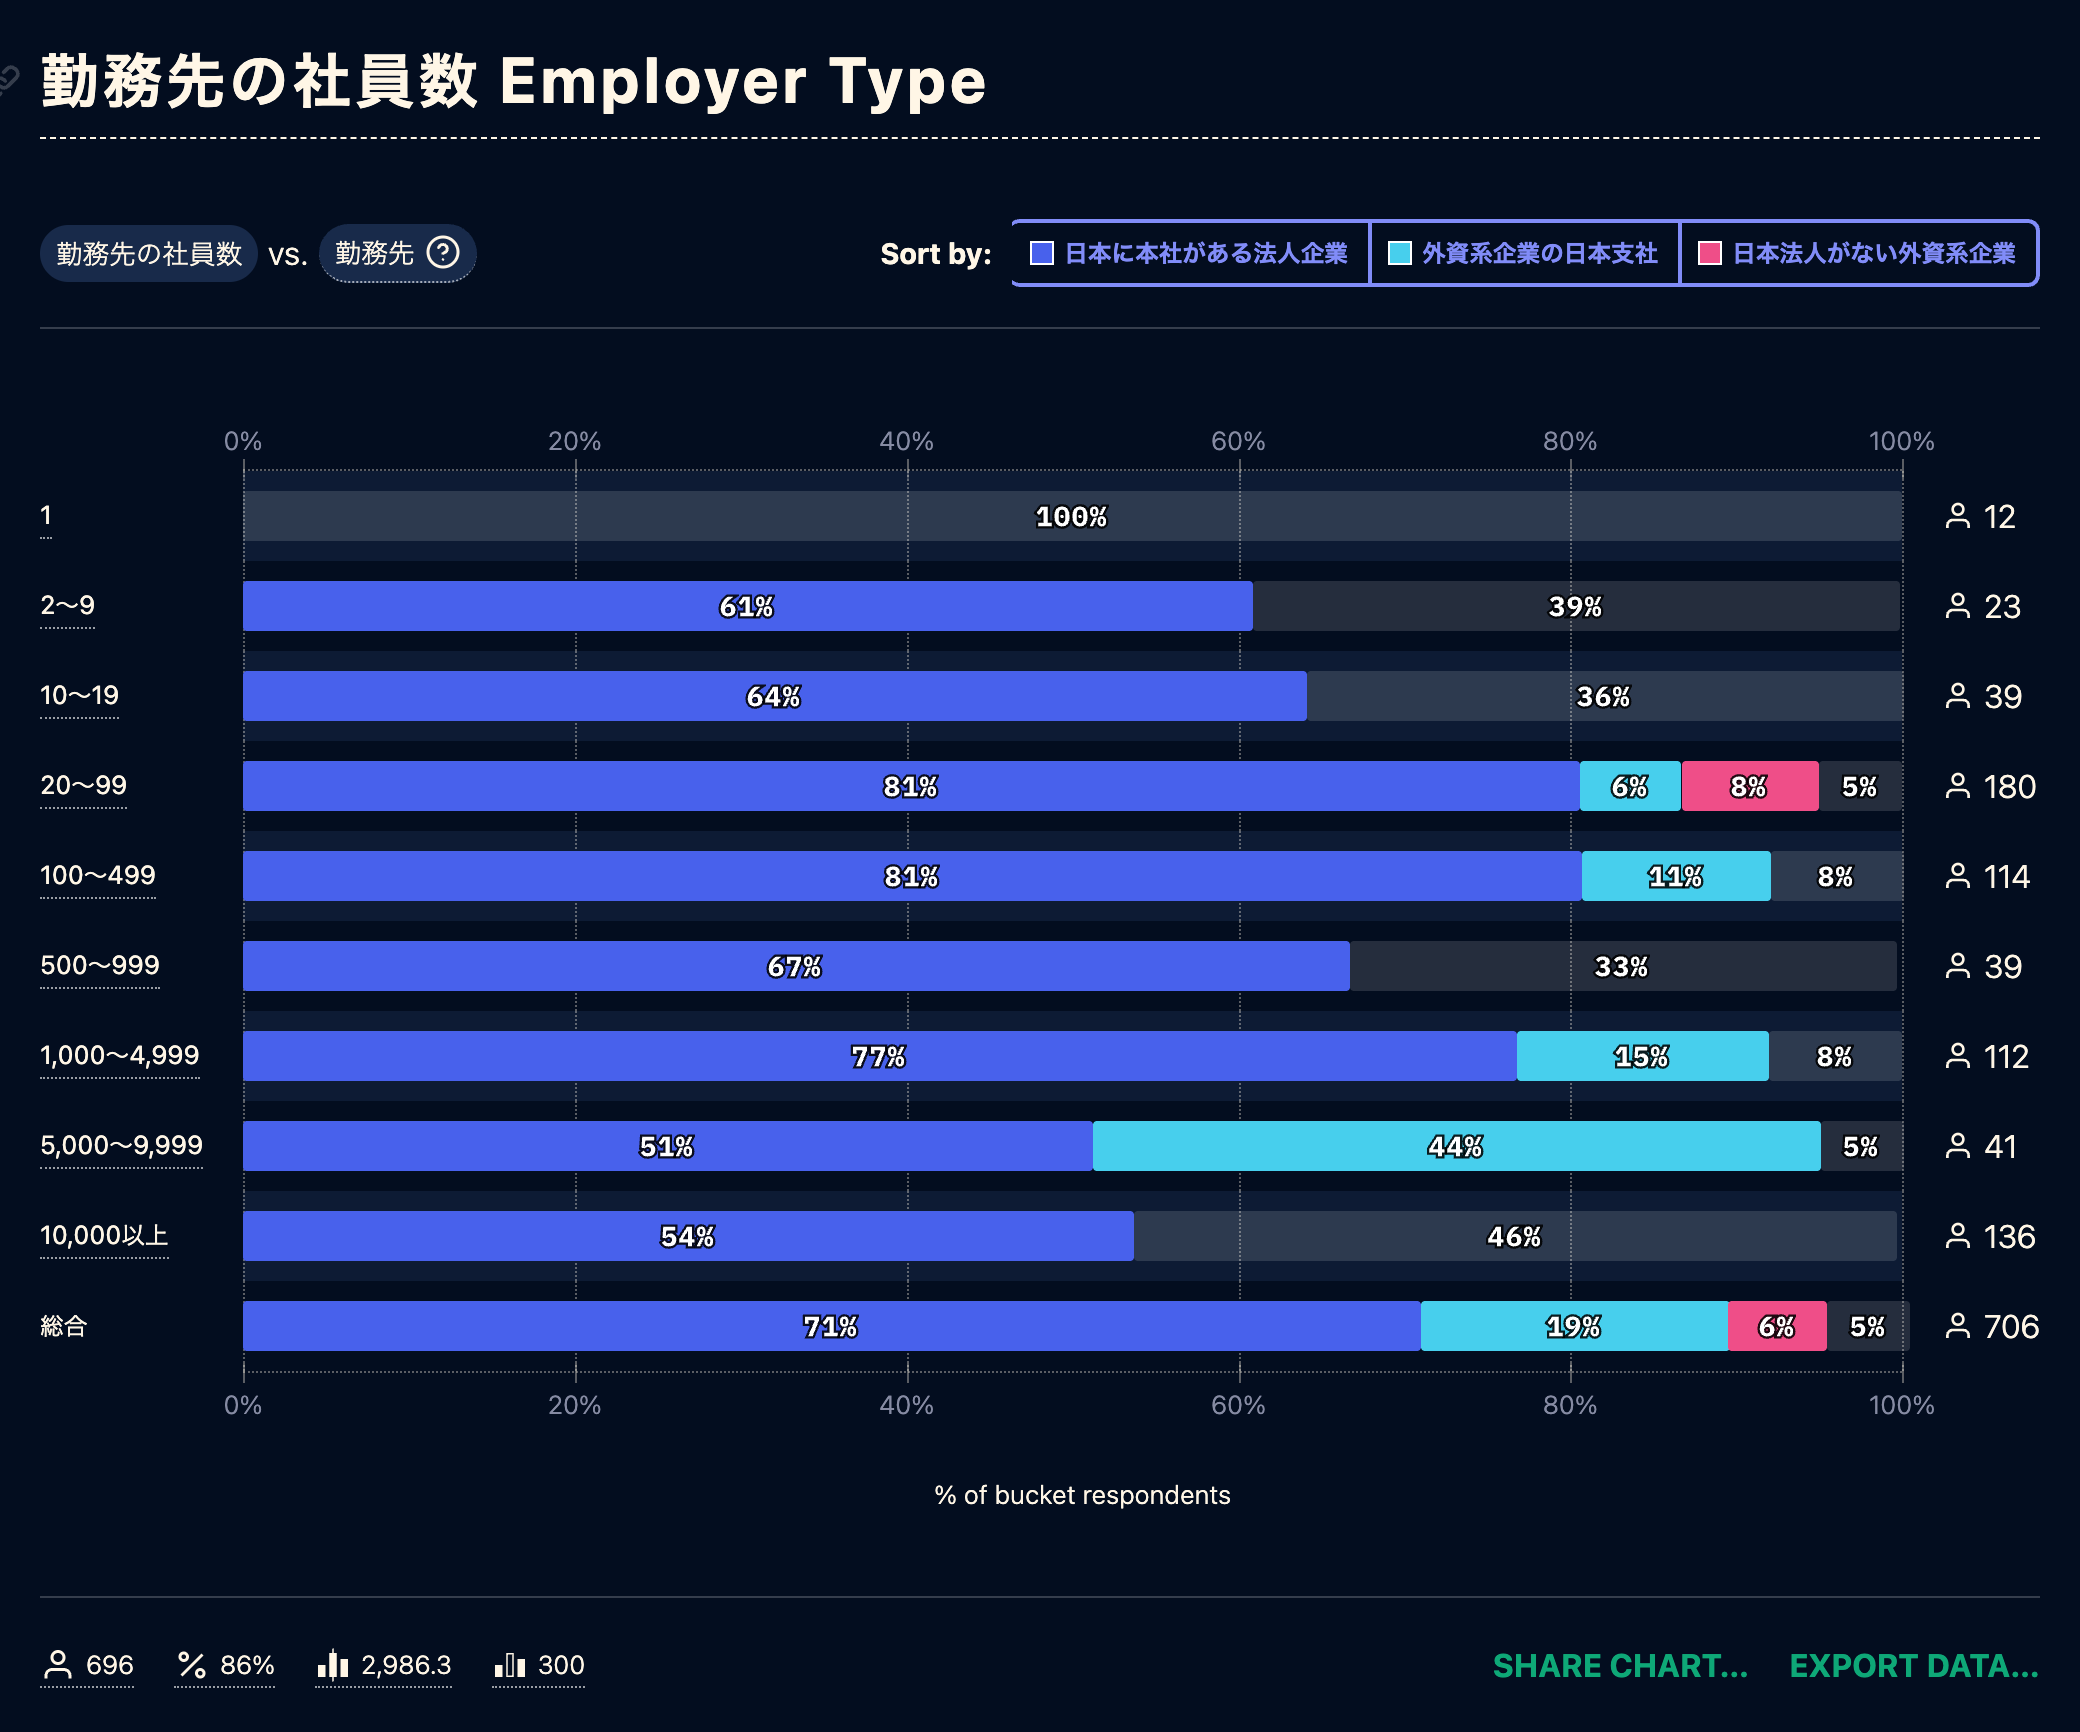 勤務先の社員数 Employer Type
勤務先の社員数 vs. 勤務先 ?
Sort by: 日本に本社がある法人企業 外資系企業の日本支社 日本法人がない外資系企業
0% 20% 40% 60% 80% 100%
1 100% 12
2〜9 61% 39% 23
10〜19 64% 36% 39
20〜99 81% 6% 8% 5% 180
100〜499 81% 11% 8% 114
500〜999 67% 33% 39
1,000〜4,999 77% 15% 8% 112
5,000〜9,999 51% 44% 5% 41
10,000以上 54% 46% 136
総合 71% 19% 6% 5% 706
0% 20% 40% 60% 80% 100%
% of bucket respondents
696 % 86% 2,986.3 300 SHARE CHART... EXPORT DATA...